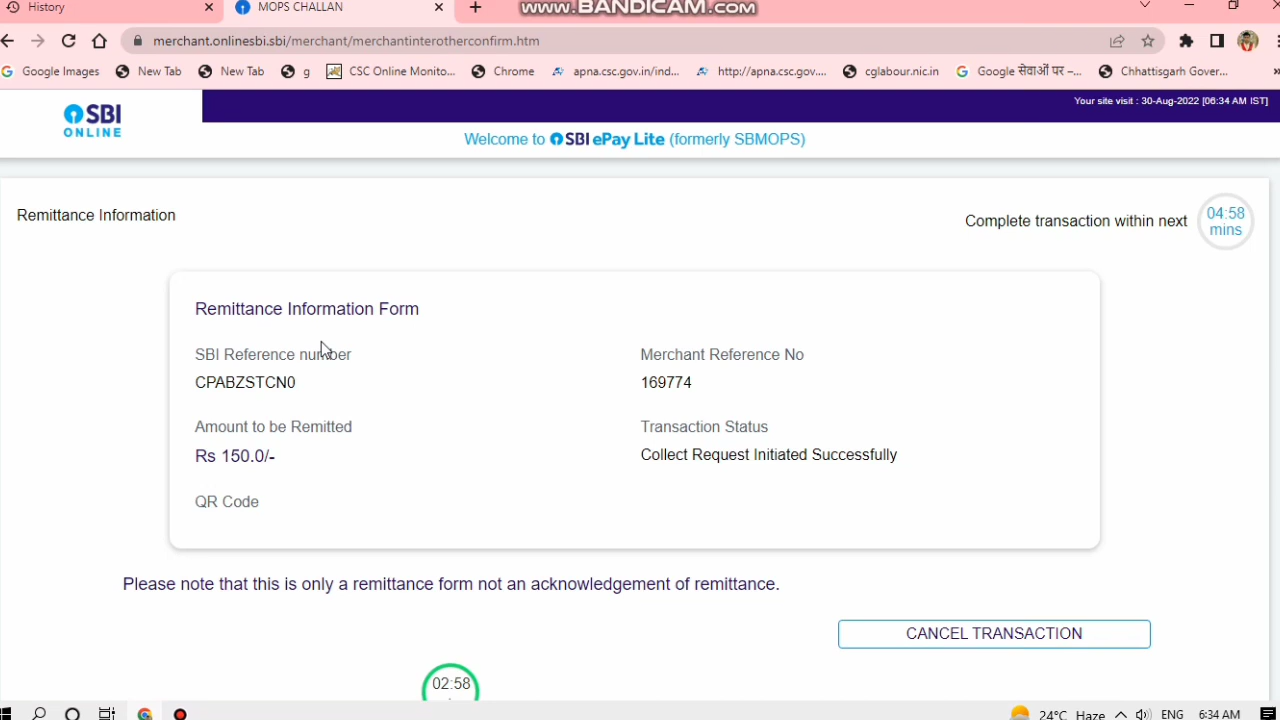 www.BANDICAM.com
History
MOPS CHALLAN
merchant.onlinesbi.sbi/merchant/merchantinterotherconfirm.htm
Google Images New Tab New Tab g CSC Online Monito... Chrome apna.csc.gov.in/ind... http://apna.csc.gov.... cglabour.nic.in Google सेवाओं पर –... Chhattisgarh Gover... »
Your site visit : 30-Aug-2022 [06:34 AM IST]
SBI
ONLINE
Welcome to SBI ePay Lite (formerly SBMOPS)
Remittance Information
Complete transaction within next
04:58
mins
Remittance Information Form
SBI Reference number
Merchant Reference No
CPABZSTCN0
169774
Amount to be Remitted
Transaction Status
Rs 150.0/-
Collect Request Initiated Successfully
QR Code
Please note that this is only a remittance form not an acknowledgement of remittance.
CANCEL TRANSACTION
02:58
24°C Haze ENG 6:34 AM